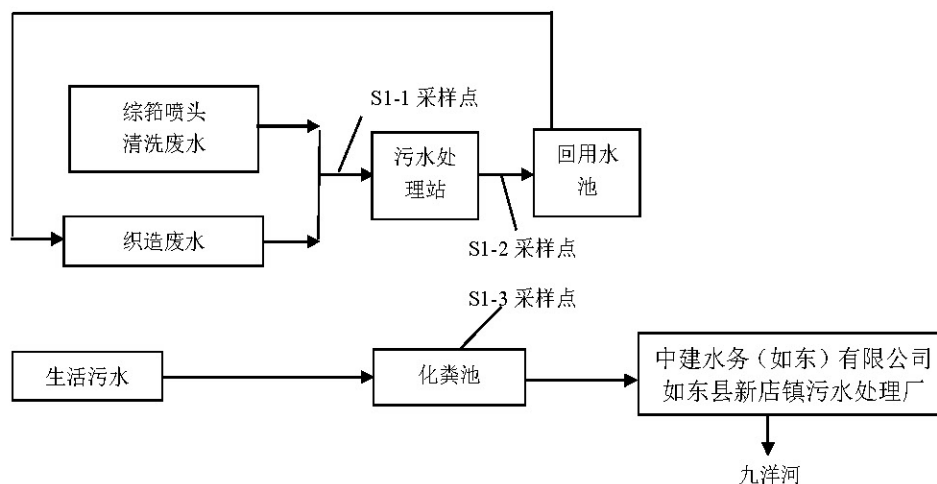 综筘喷头
清洗废水
S1-1 采样点
污水处
理站
回用水
池
织造废水
S1-2 采样点
S1-3 采样点
生活污水
化粪池
中建水务（如东）有限公司
如东县新店镇污水处理厂
九洋河